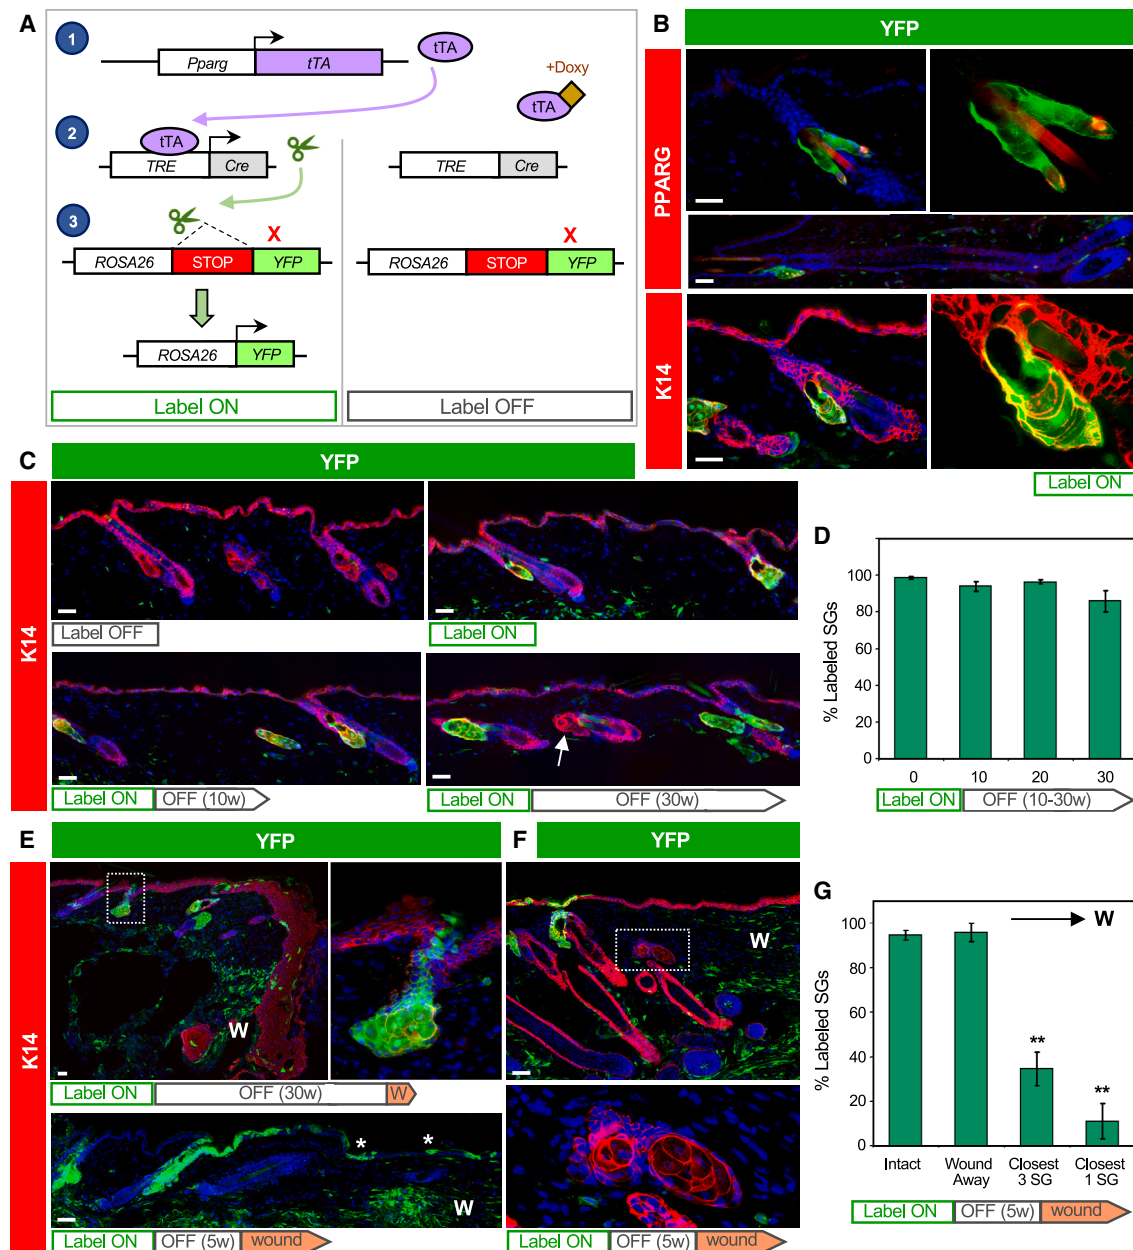 A
1
Pparg
tTA
tTA
+Doxy
tTA
2
tTA
TRE
Cre
TRE
Cre
3
X
X
ROSA26
STOP
YFP
ROSA26
STOP
YFP
ROSA26
YFP
Label ON
Label OFF
B
YFP
PPARG
K14
Label ON
C
YFP
K14
Label OFF
Label ON
Label ON
OFF (10w)
Label ON
OFF (30w)
D
% Labeled SGs
100
80
60
40
20
0
0
10
20
30
Label ON
OFF (10-30w)
E
YFP
K14
W
Label ON
OFF (30w)
W
*
*
W
Label ON
OFF (5w)
wound
F
YFP
W
Label ON
OFF (5w)
wound
G
W
% Labeled SGs
100
80
60
40
20
0
**
**
Intact
Wound
Away
Closest
3 SG
Closest
1 SG
Label ON
OFF (5w)
wound